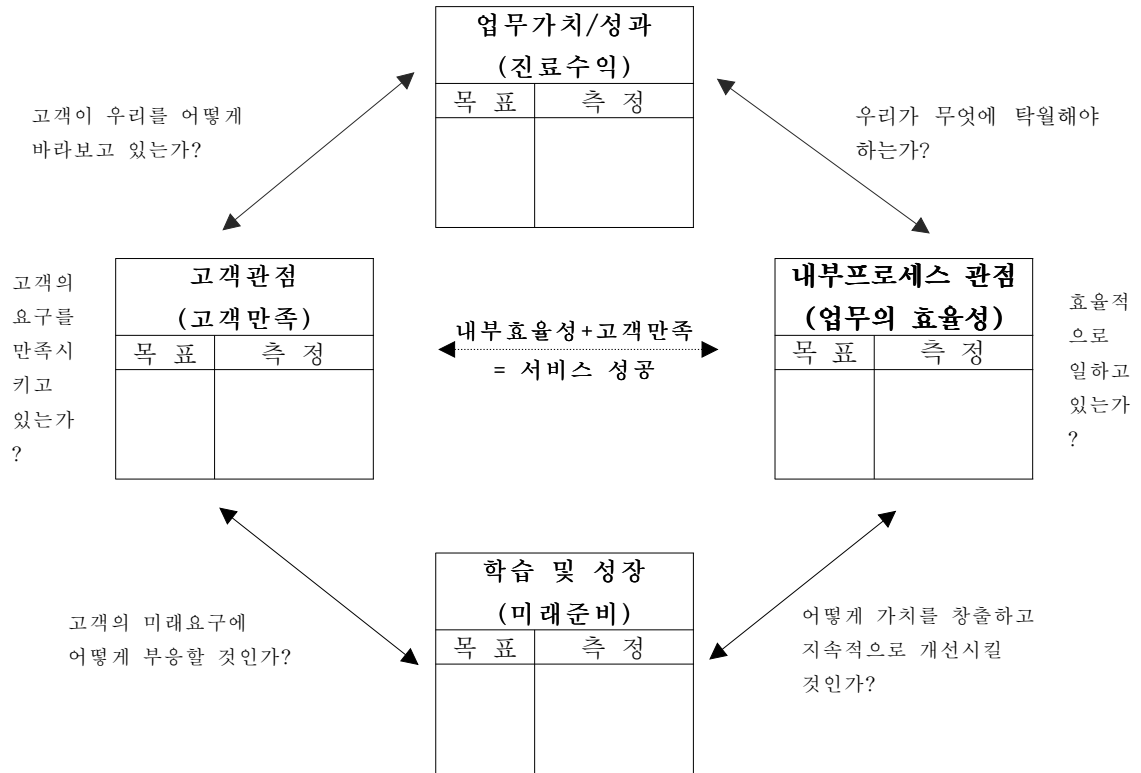 업무가치/성과
(진료수익)
목 표 측 정
고객이 우리를 어떻게
바라보고 있는가?
우리가 무엇에 탁월해야
하는가?
고객의
요구를
만족시
키고
있는가
?
고객관점
(고객만족)
목 표 측 정
내부효율성+고객만족
= 서비스 성공
내부프로세스 관점
(업무의 효율성)
목 표 측 정
효율적
으로
일하고
있는가
?
고객의 미래요구에
어떻게 부응할 것인가?
학습 및 성장
(미래준비)
목 표 측 정
어떻게 가치를 창출하고
지속적으로 개선시킬
것인가?